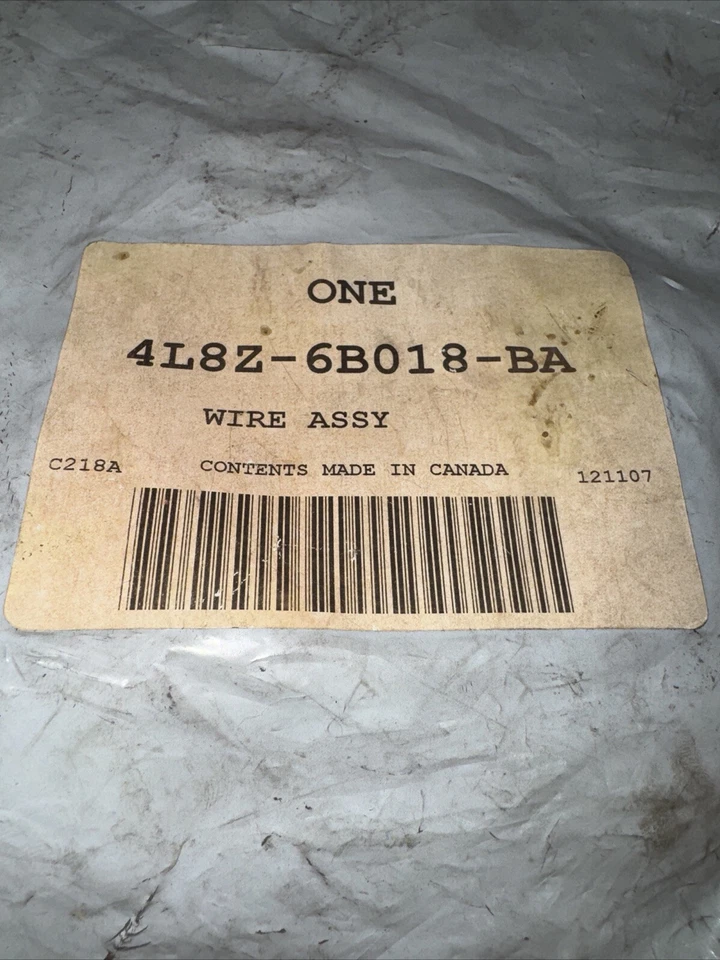 ONE
4L8Z-6B018-BA
WIRE ASSY
C218A CONTENTS MADE IN CANADA 121107